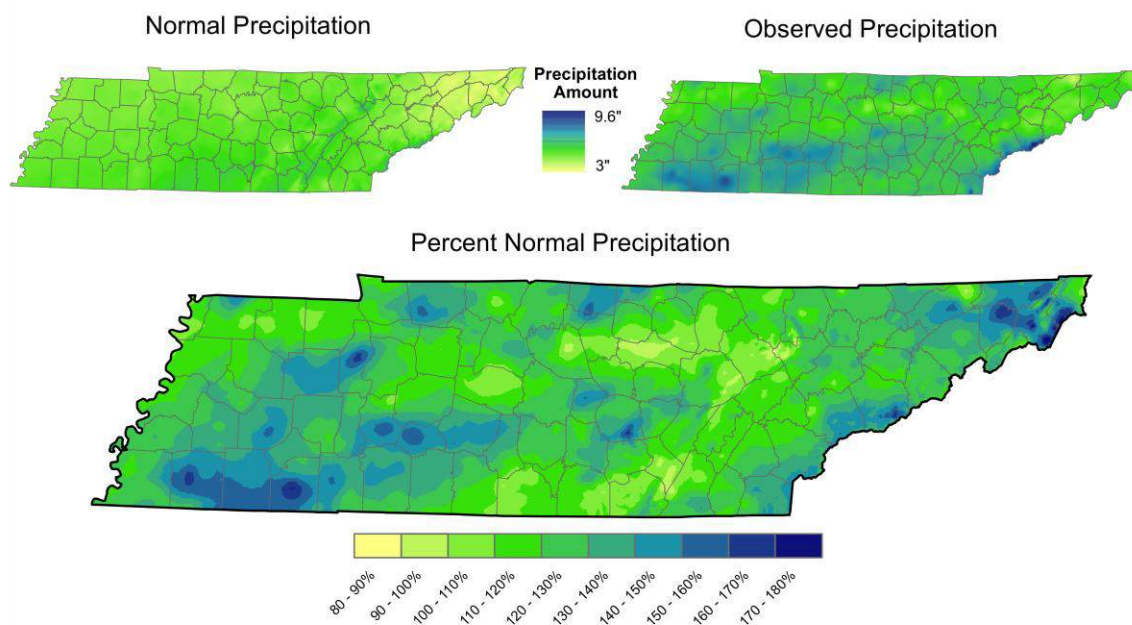 Normal Precipitation
Observed Precipitation
Precipitation
Amount
9.6"
3"
Percent Normal Precipitation
80 - 90%
90 - 100%
100 - 110%
110 - 120%
120 - 130%
130 - 140%
140 - 150%
150 - 160%
160 - 170%
170 - 180%